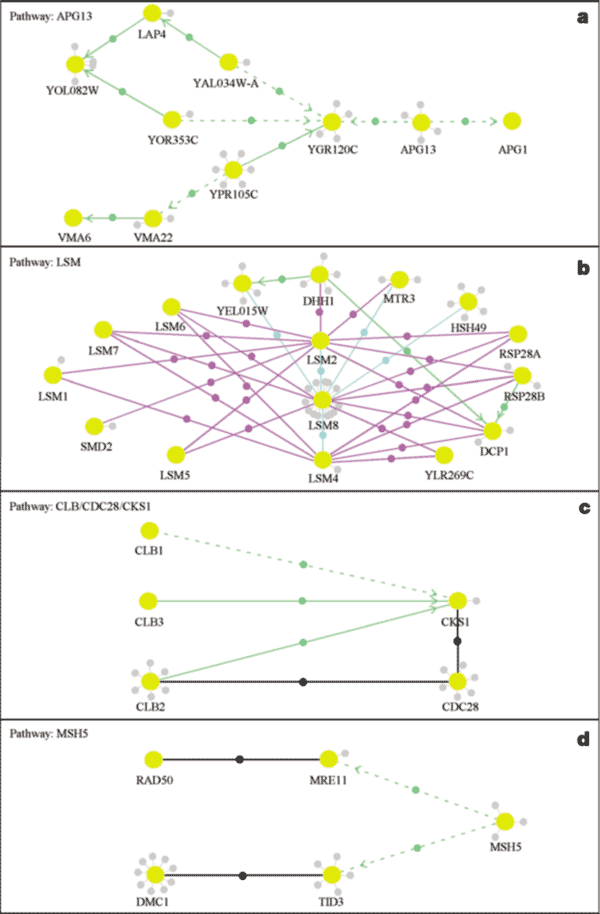 Pathway: APG13
a
LAP4
YOL082W
YAL034W-A
YOR353C
YGR120C
APG13
APG1
YPR105C
VMA6
VMA22
Pathway: LSM
b
YEL015W
DHH1
MTR3
HSH49
LSM6
LSM7
LSM2
RSP28A
LSM1
RSP28B
LSM8
SMD2
DCP1
LSM5
LSM4
YLR269C
Pathway: CLB/CDC28/CKS1
c
CLB1
CLB3
CKS1
CLB2
CDC28
Pathway: MSH5
d
RAD50
MRE11
MSH5
DMC1
TID3